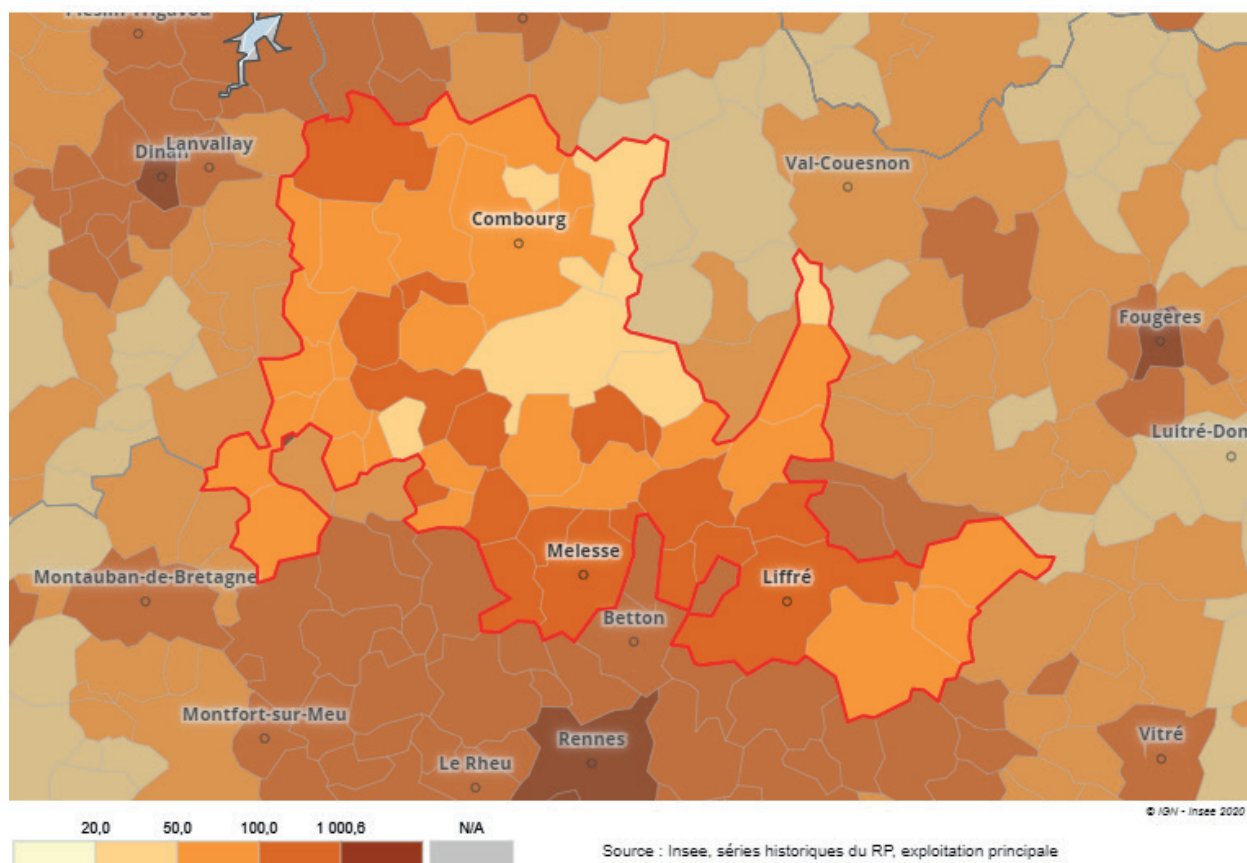 Dinan
Lanvallay
Val-Couesnon
Combourg
Fougères
Luitré-Dom
Melesse
Montauban-de-Bretagne
Liffré
Betton
Montfort-sur-Meu
Rennes
Vitré
Le Rheu
© IGN - Insee 2020
20,0 50,0 100,0 1 000,6 N/A
Source : Insee, séries historiques du RP, exploitation principale